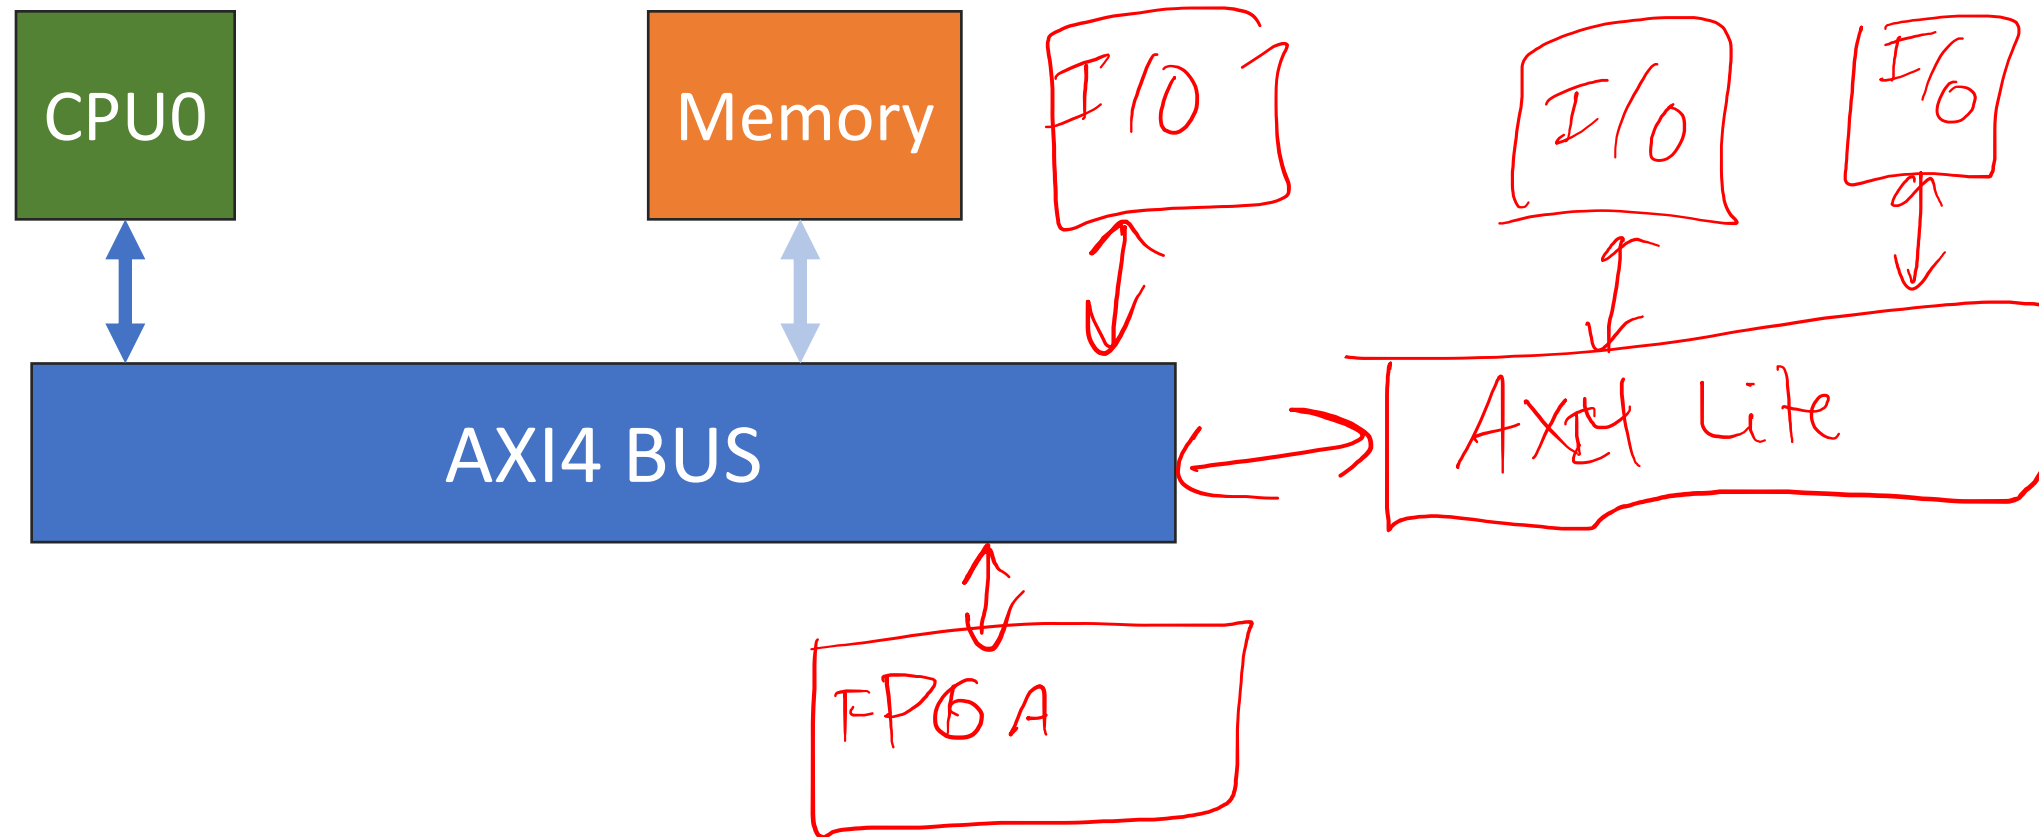 CPU0
Memory
I/O
I/O
I/O
AXI4 BUS
AXI4 Lite
FPGA